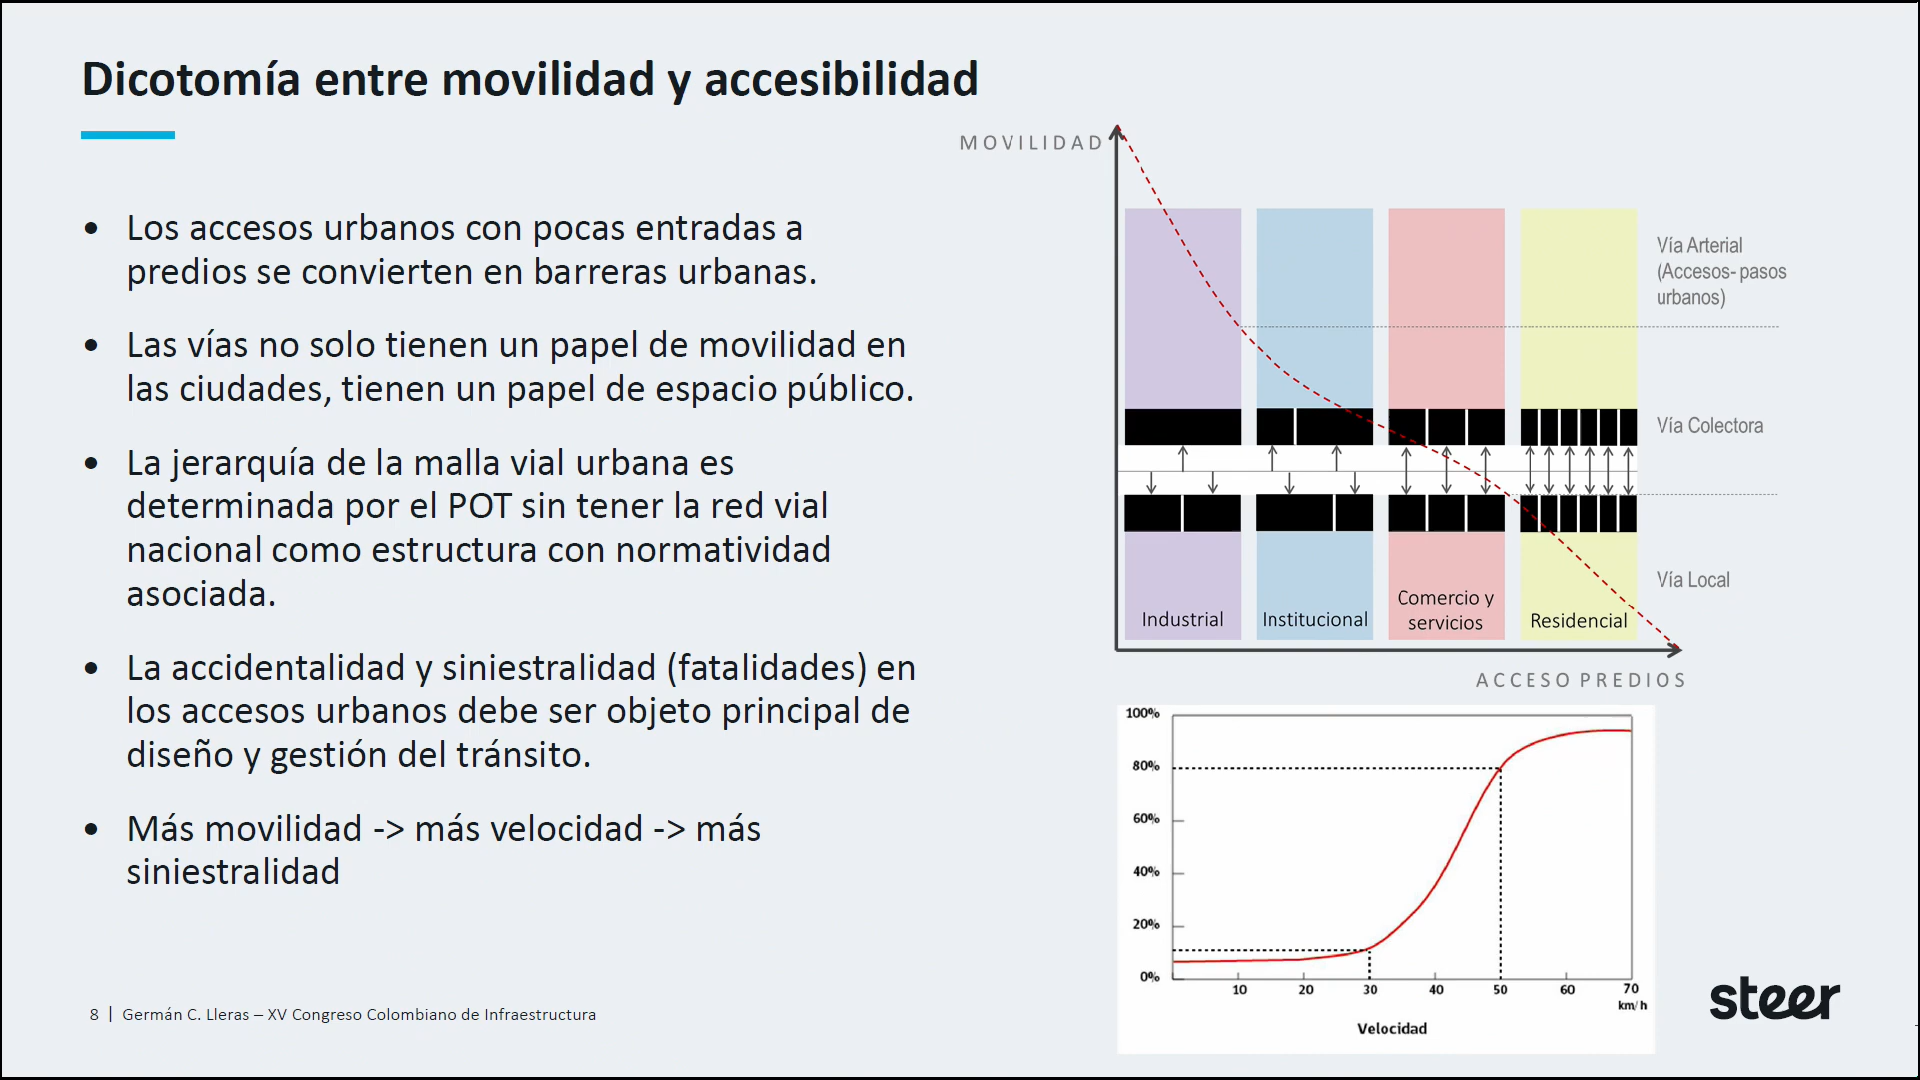 Dicotomía entre movilidad y accesibilidad
• Los accesos urbanos con pocas entradas a
predios se convierten en barreras urbanas.
• Las vías no solo tienen un papel de movilidad en
las ciudades, tienen un papel de espacio público.
• La jerarquía de la malla vial urbana es
determinada por el POT sin tener la red vial
nacional como estructura con normatividad
asociada.
• La accidentalidad y siniestralidad (fatalidades) en
los accesos urbanos debe ser objeto principal de
diseño y gestión del tránsito.
• Más movilidad -> más velocidad -> más
siniestralidad
MOVILIDAD
Vía Arterial
(Accesos- pasos
urbanos)
Vía Colectora
Vía Local
Industrial
Institucional
Comercio y
servicios
Residencial
ACCESO PREDIOS
100%
80%
60%
40%
20%
0%
10 20 30 40 50 60 70
km/h
Velocidad
8 | Germán C. Lleras – XV Congreso Colombiano de Infraestructura
steer